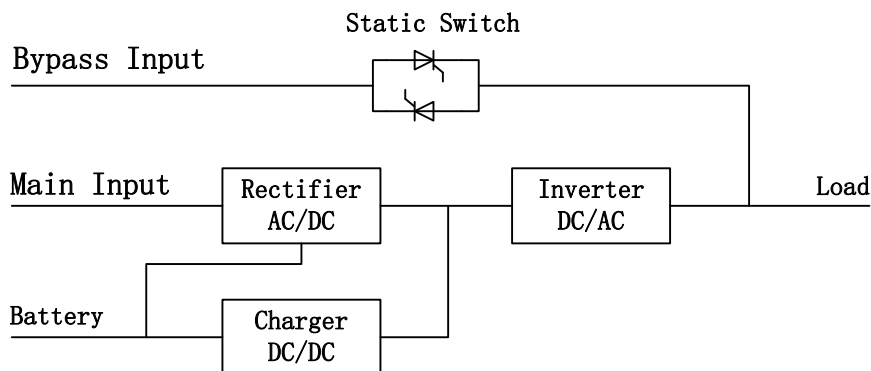 Static Switch
Bypass Input
Main Input
Rectifier
AC/DC
Inverter
DC/AC
Load
Battery
Charger
DC/DC